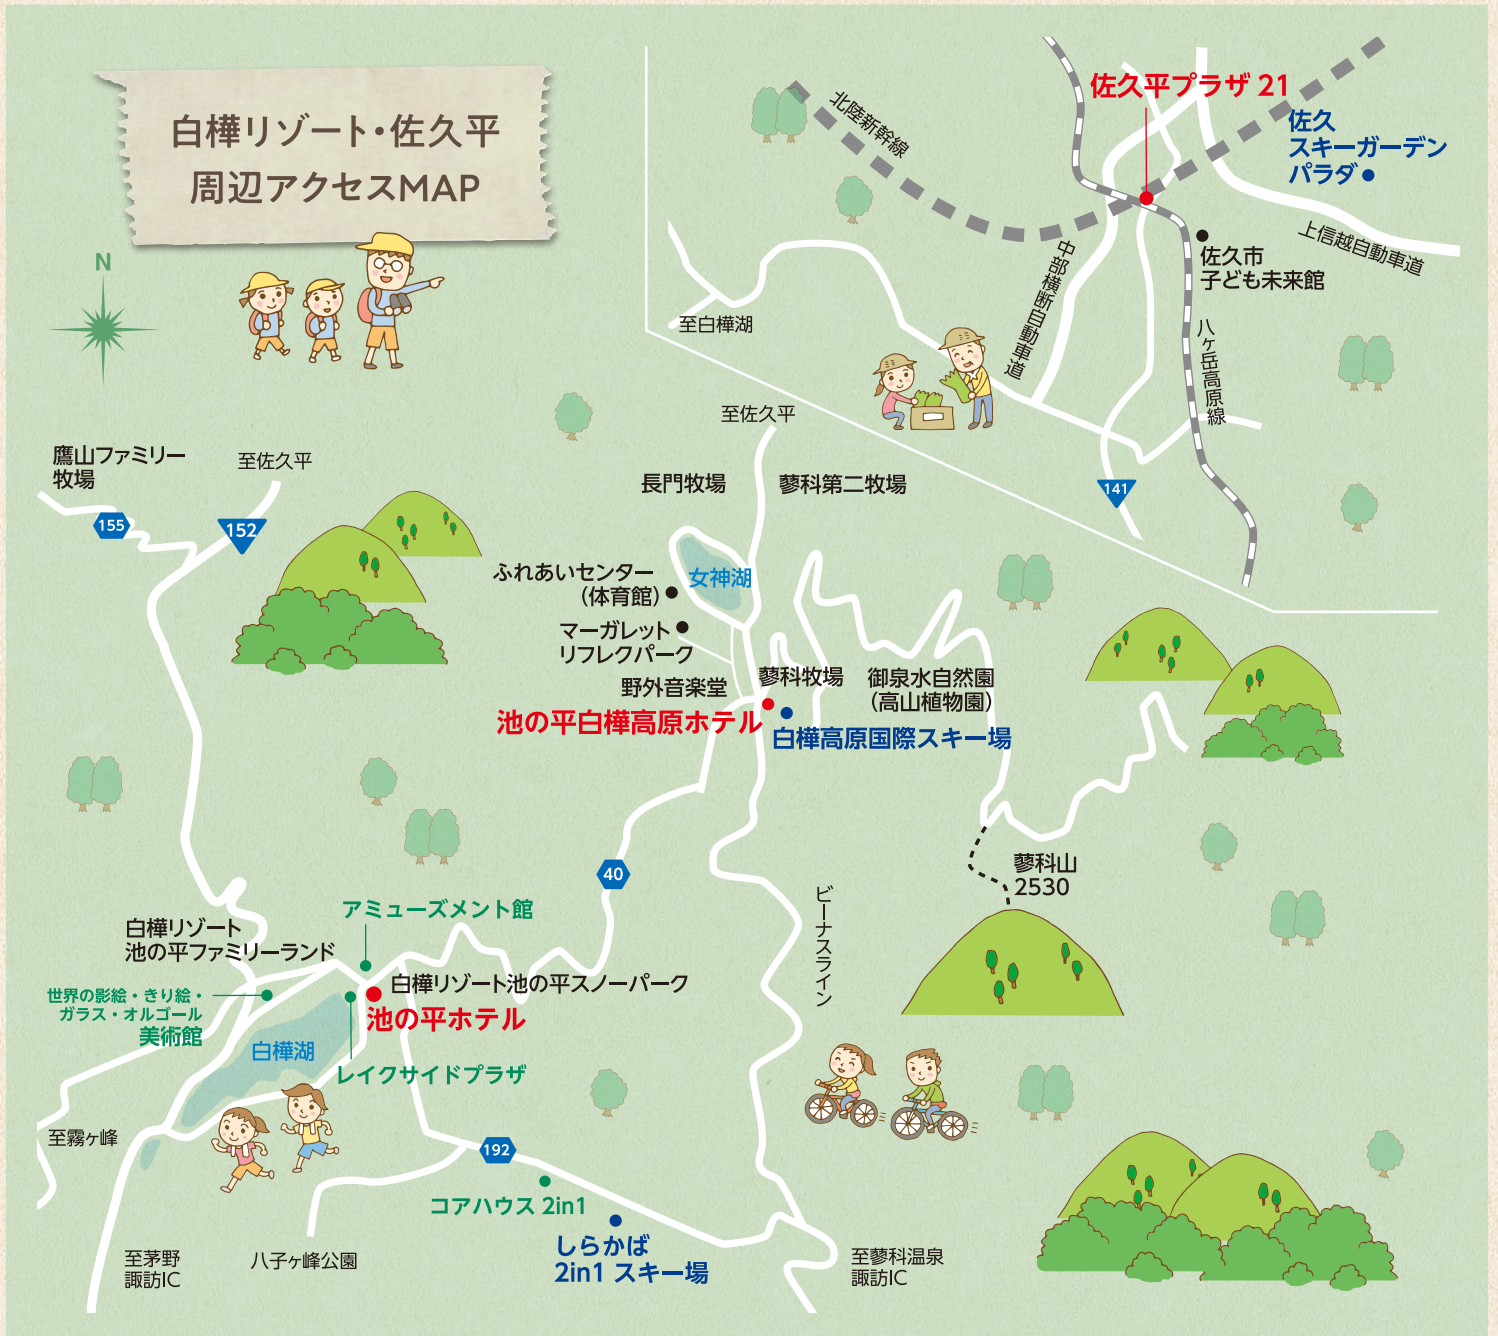 白樺リゾート・佐久平
周辺アクセスMAP
N
佐久平プラザ 21
北陸新幹線
佐久
スキーガーデン
パラダ
上信越自動車道
佐久市
子ども未来館
中部横断自動車道
八ヶ岳高原線
至白樺湖
141
至佐久平
鷹山ファミリー
牧場
至佐久平
155
152
長門牧場
蓼科第二牧場
女神湖
ふれあいセンター
(体育館)
マーガレット
リフレクパーク
野外音楽堂
蓼科牧場
御泉水自然園
(高山植物園)
池の平白樺高原ホテル
白樺高原国際スキー場
40
蓼科山
2530
ビーナスライン
アミューズメント館
白樺リゾート
池の平ファミリーランド
白樺リゾート池の平スノーパーク
世界の影絵・きり絵・
ガラス・オルゴール
美術館
池の平ホテル
白樺湖
レイクサイドプラザ
至霧ヶ峰
192
コアハウス 2in1
しらかば
2in1 スキー場
至茅野
諏訪IC
八子ヶ峰公園
至蓼科温泉
諏訪IC